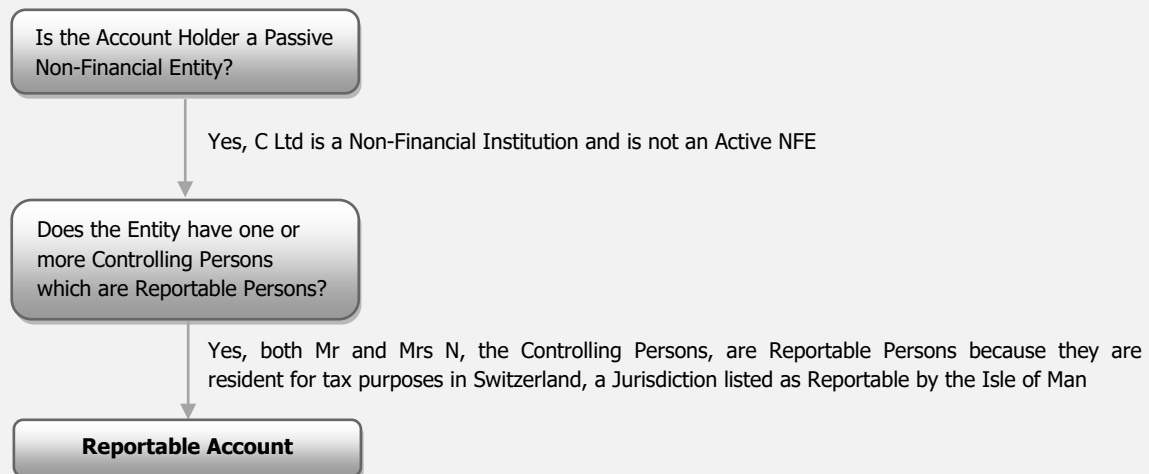 Is the Account Holder a Passive
Non-Financial Entity?
Yes, C Ltd is a Non-Financial Institution and is not an Active NFE
Does the Entity have one or
more Controlling Persons
which are Reportable Persons?
Yes, both Mr and Mrs N, the Controlling Persons, are Reportable Persons because they are
resident for tax purposes in Switzerland, a Jurisdiction listed as Reportable by the Isle of Man
Reportable Account